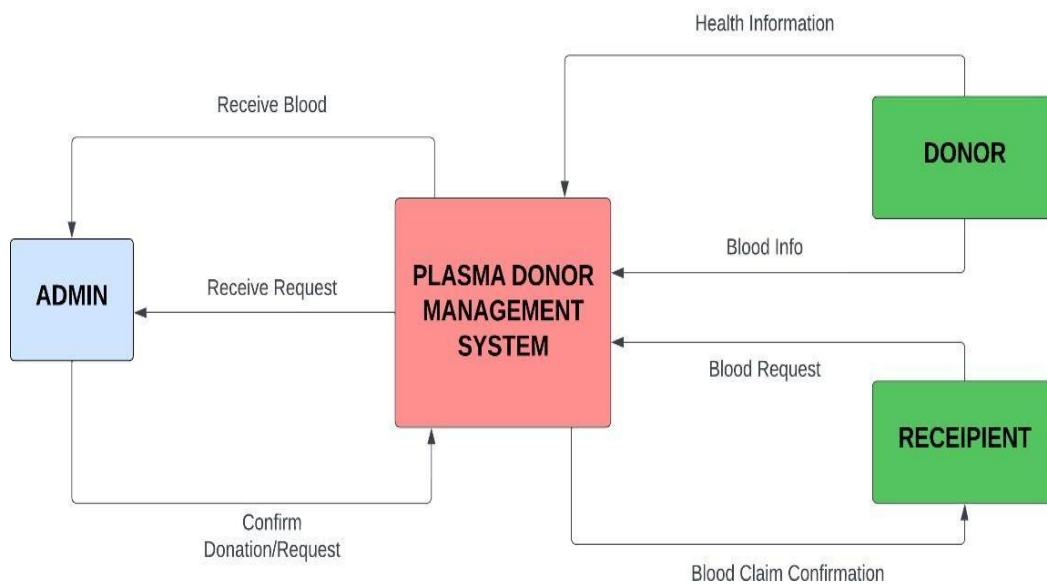 Health Information
Receive Blood
DONOR
Blood Info
ADMIN
Receive Request
PLASMA DONOR
MANAGEMENT
SYSTEM
Blood Request
RECEIPIENT
Confirm
Donation/Request
Blood Claim Confirmation